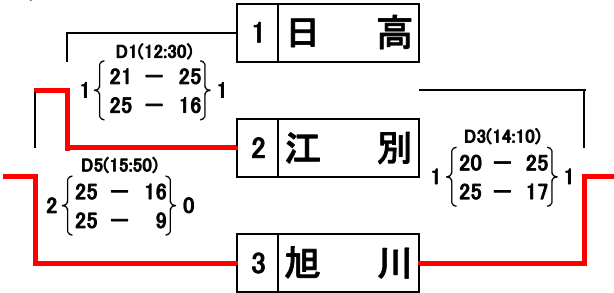 1 日 高
D1(12:30)
1 21 － 25 1
25 － 16
2 江 別
D3(14:10)
1 20 － 25 1
25 － 17
D5(15:50)
2 25 － 16 0
25 － 9
3 旭 川